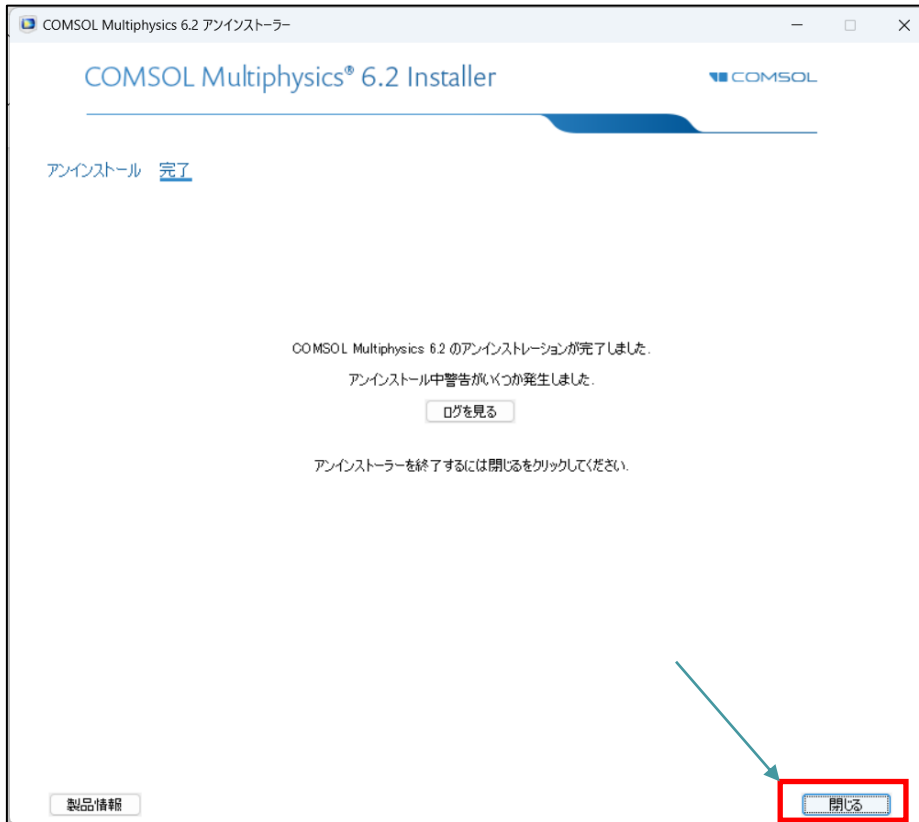 COMSOL Multiphysics 6.2 アンインストーラー
COMSOL Multiphysics® 6.2 Installer
COMSOL
アンインストール 完了
COMSOL Multiphysics 6.2 のアンインストレーションが完了しました.
アンインストール中警告がいくつか発生しました.
ログを見る
アンインストーラーを終了するには閉じるをクリックしてください.
製品情報
閉じる